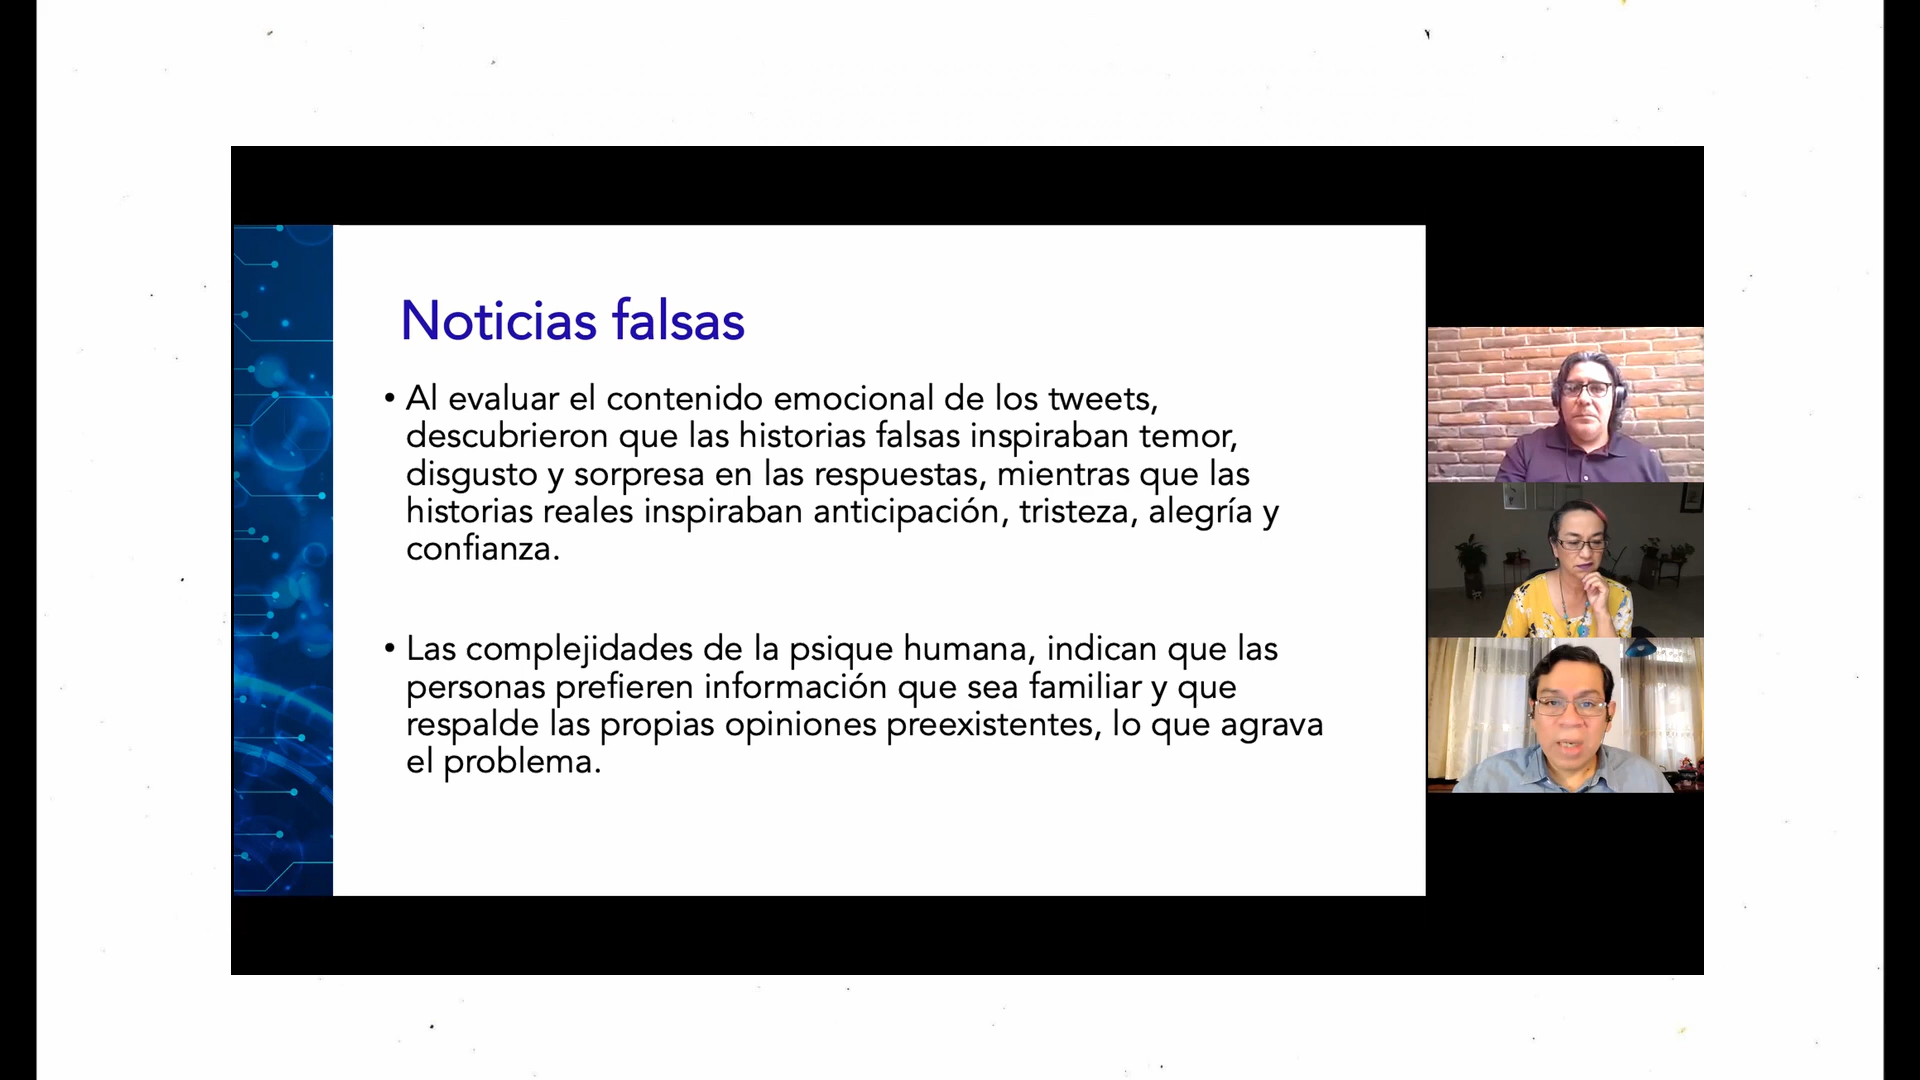 Noticias falsas
• Al evaluar el contenido emocional de los tweets,
descubrieron que las historias falsas inspiraban temor,
disgusto y sorpresa en las respuestas, mientras que las
historias reales inspiraban anticipación, tristeza, alegría y
confianza.
• Las complejidades de la psique humana, indican que las
personas prefieren información que sea familiar y que
respalde las propias opiniones preexistentes, lo que agrava
el problema.